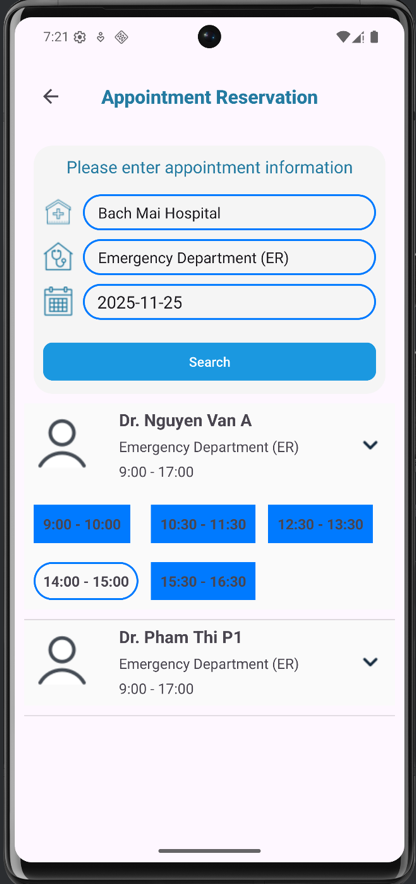 7:21
Appointment Reservation
Please enter appointment information
Bach Mai Hospital
Emergency Department (ER)
2025-11-25
Search
Dr. Nguyen Van A
Emergency Department (ER)
9:00 - 17:00
9:00 - 10:00 10:30 - 11:30 12:30 - 13:30
14:00 - 15:00 15:30 - 16:30
Dr. Pham Thi P1
Emergency Department (ER)
9:00 - 17:00